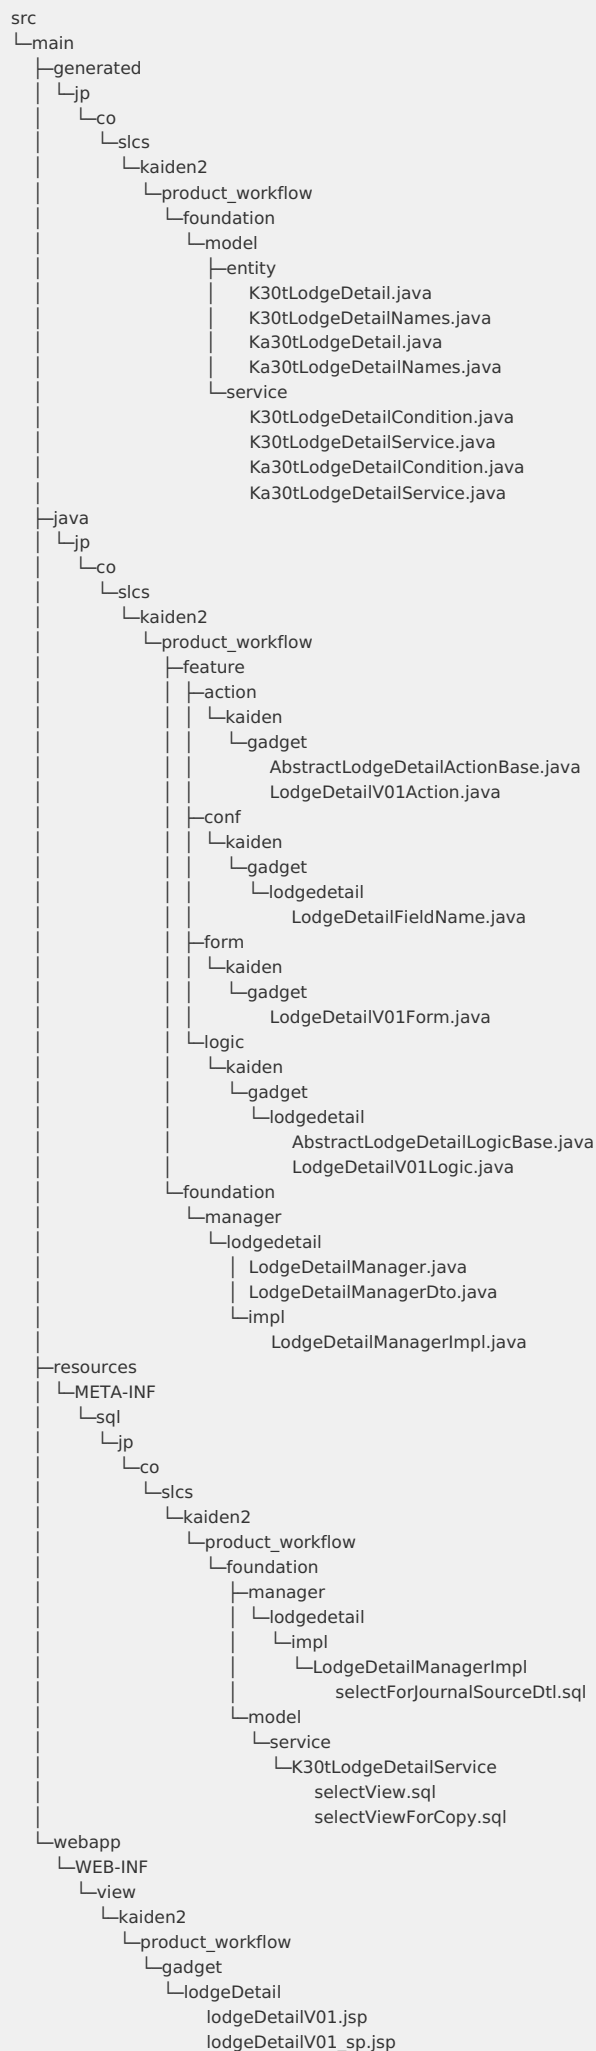 src
└─main
├─generated
│ └─jp
│ └─co
│ └─slcs
│ └─kaiden2
│ └─product_workflow
│ └─foundation
│ └─model
│ ├─entity
│ │ K30tLodgeDetail.java
│ │ K30tLodgeDetailNames.java
│ │ Ka30tLodgeDetail.java
│ │ Ka30tLodgeDetailNames.java
│ └─service
│ K30tLodgeDetailCondition.java
│ K30tLodgeDetailService.java
│ Ka30tLodgeDetailCondition.java
│ Ka30tLodgeDetailService.java
├─java
│ └─jp
│ └─co
│ └─slcs
│ └─kaiden2
│ └─product_workflow
│ ├─feature
│ │ ├─action
│ │ │ └─kaiden
│ │ │ └─gadget
│ │ │ AbstractLodgeDetailActionBase.java
│ │ │ LodgeDetailV01Action.java
│ │ ├─conf
│ │ │ └─kaiden
│ │ │ └─gadget
│ │ │ └─lodgedetail
│ │ │ LodgeDetailFieldName.java
│ │ ├─form
│ │ │ └─kaiden
│ │ │ └─gadget
│ │ │ LodgeDetailV01Form.java
│ │ └─logic
│ │ └─kaiden
│ │ └─gadget
│ │ └─lodgedetail
│ │ AbstractLodgeDetailLogicBase.java
│ │ LodgeDetailV01Logic.java
│ └─foundation
│ └─manager
│ └─lodgedetail
│ │ LodgeDetailManager.java
│ │ LodgeDetailManagerDto.java
│ └─impl
│ LodgeDetailManagerImpl.java
├─resources
│ └─META-INF
│ └─sql
│ └─jp
│ └─co
│ └─slcs
│ └─kaiden2
│ └─product_workflow
│ └─foundation
│ ├─manager
│ │ └─lodgedetail
│ │ └─impl
│ │ └─LodgeDetailManagerImpl
│ │ selectForJournalSourceDtl.sql
│ └─model
│ └─service
│ └─K30tLodgeDetailService
│ selectView.sql
│ selectViewForCopy.sql
└─webapp
└─WEB-INF
└─view
└─kaiden2
└─product_workflow
└─gadget
└─lodgeDetail
lodgeDetailV01.jsp
lodgeDetailV01_sp.jsp